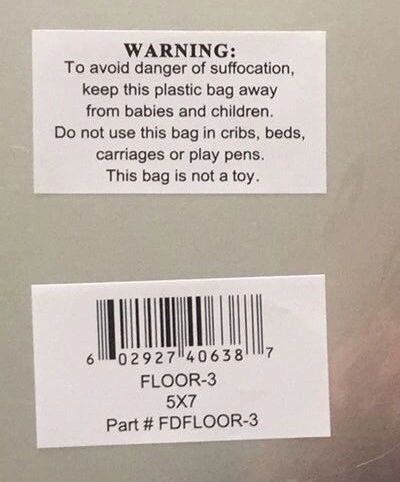 WARNING:
To avoid danger of suffocation,
keep this plastic bag away
from babies and children.
Do not use this bag in cribs, beds,
carriages or play pens.
This bag is not a toy.
6 02927 40638 7
FLOOR-3
5X7
Part # FDFLOOR-3